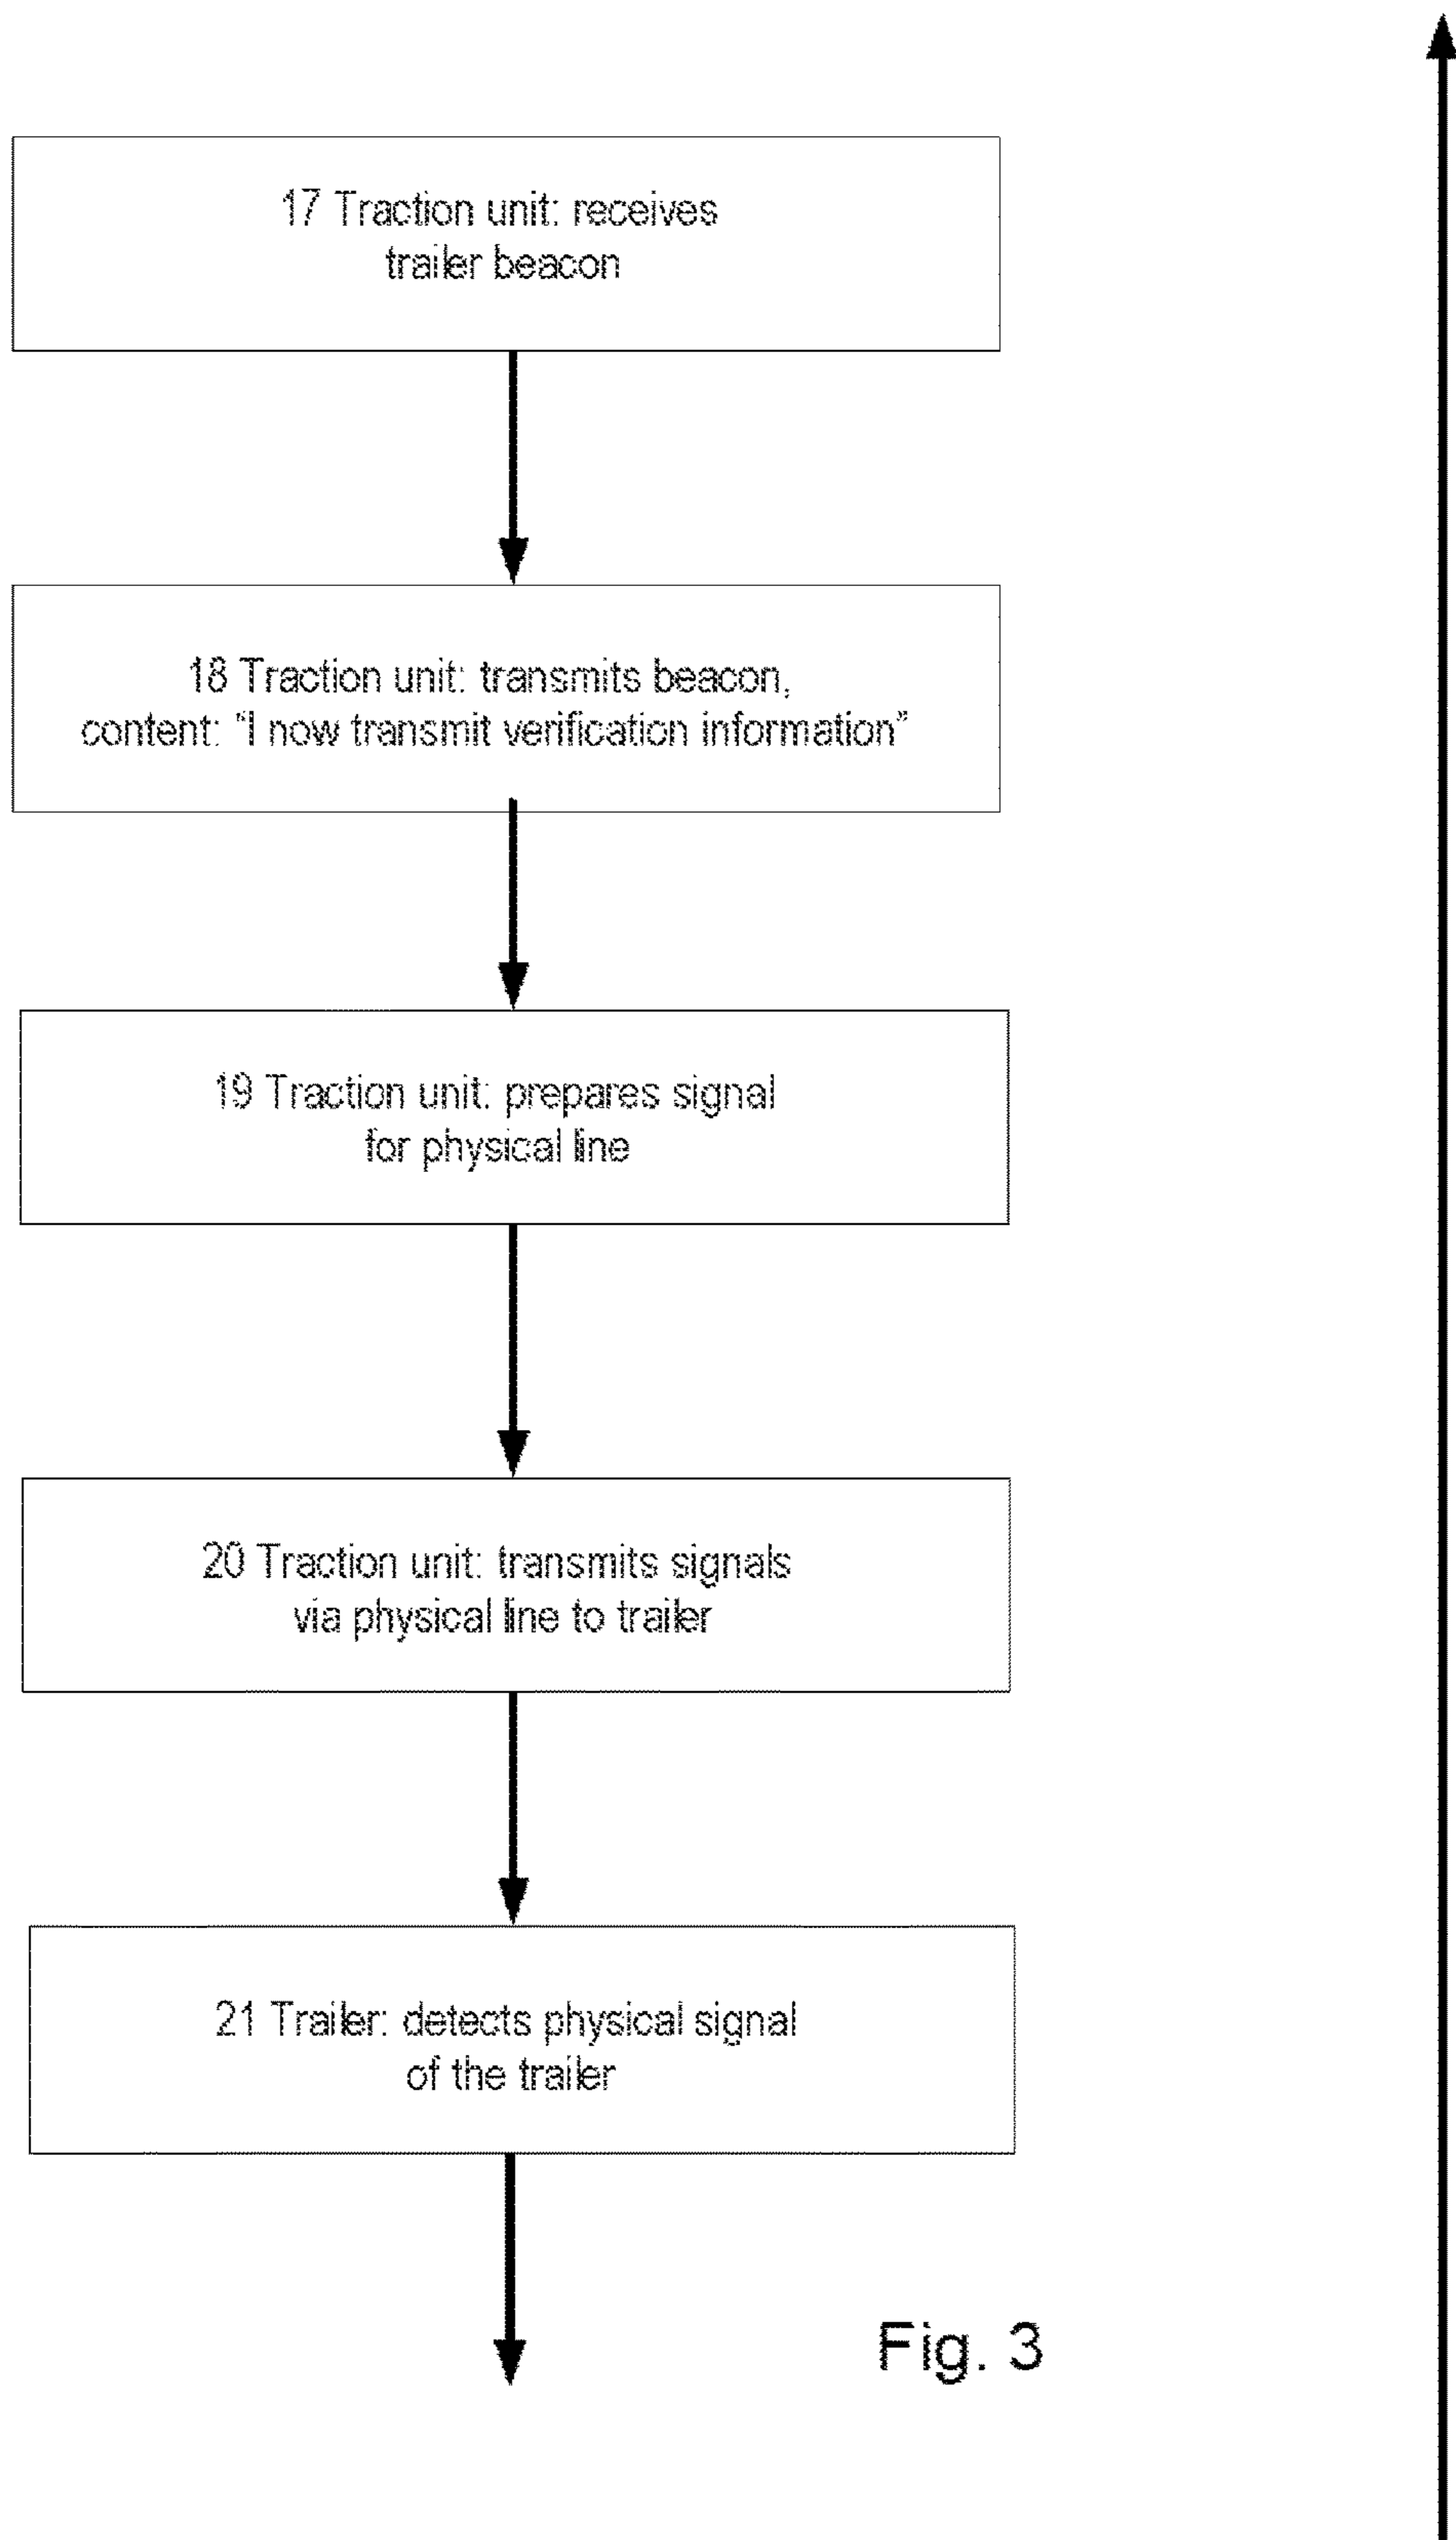 17 Traction unit: receives
trailer beacon
18 Traction unit: transmits beacon,
content: "I now transmit verification information"
19 Traction unit: prepares signal
for physical line
20 Traction unit: transmits signals
via physical line to trailer
21 Trailer: detects physical signal
of the trailer
Fig. 3